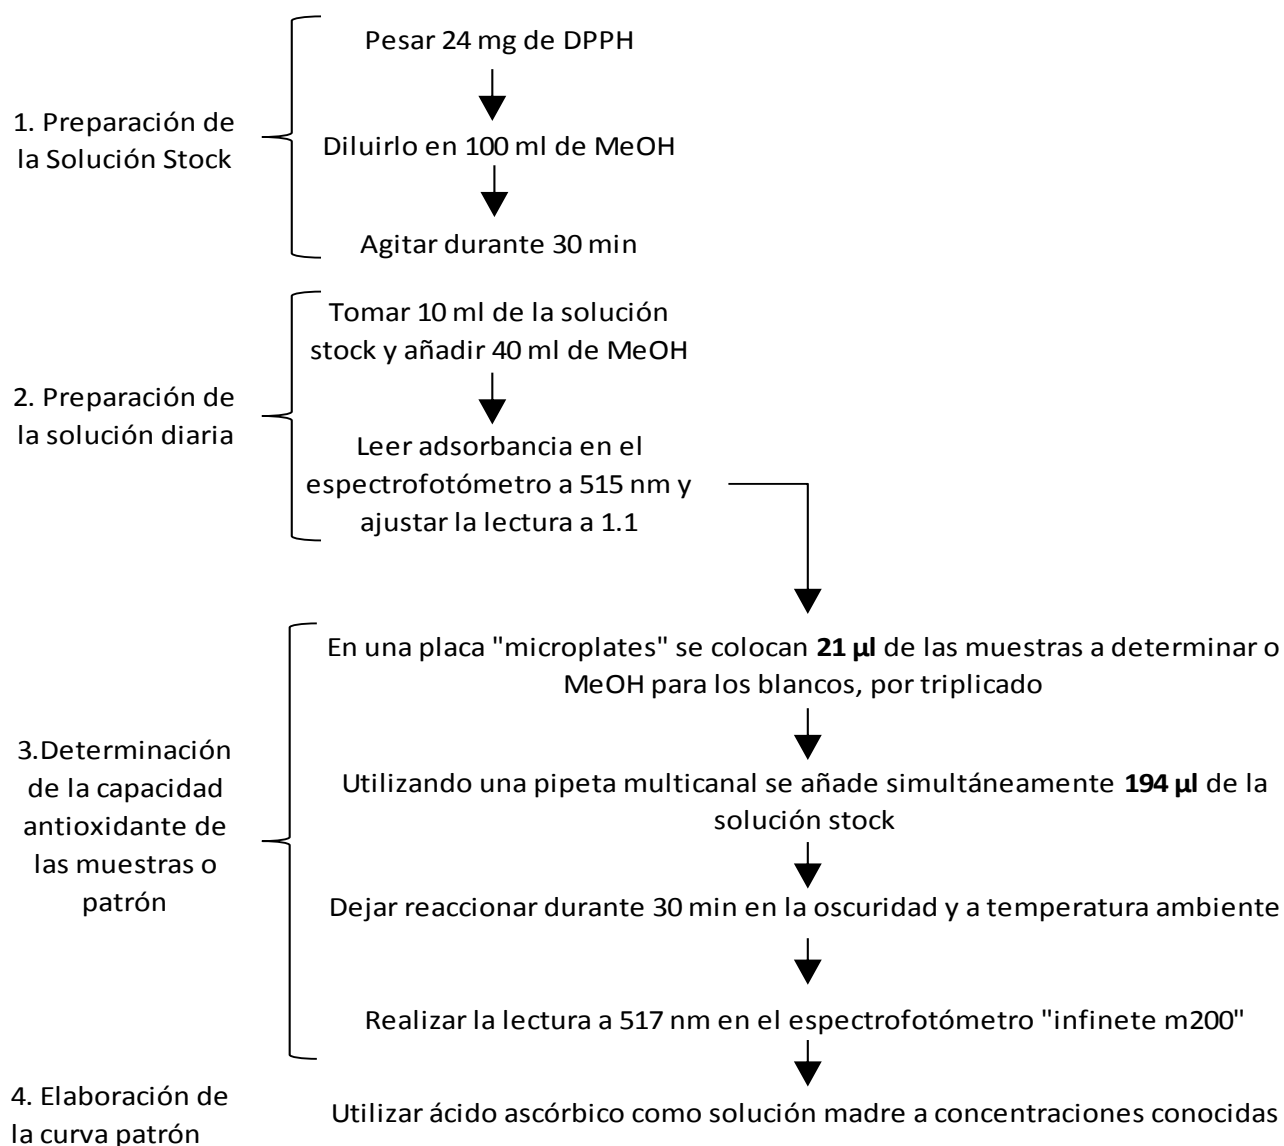 Pesar 24 mg de DPPH
1. Preparación de
la Solución Stock
Diluirlo en 100 ml de MeOH
Agitar durante 30 min
Tomar 10 ml de la solución
stock y añadir 40 ml de MeOH
2. Preparación de
la solución diaria
Leer adsorbancia en el
espectrofotómetro a 515 nm y
ajustar la lectura a 1.1
En una placa "microplates" se colocan 21 µl de las muestras a determinar o
MeOH para los blancos, por triplicado
3.Determinación
de la capacidad
antioxidante de
las muestras o
patrón
Utilizando una pipeta multicanal se añade simultáneamente 194 µl de la
solución stock
Dejar reaccionar durante 30 min en la oscuridad y a temperatura ambiente
Realizar la lectura a 517 nm en el espectrofotómetro "infinete m200"
4. Elaboración de
la curva patrón
Utilizar ácido ascórbico como solución madre a concentraciones conocidas